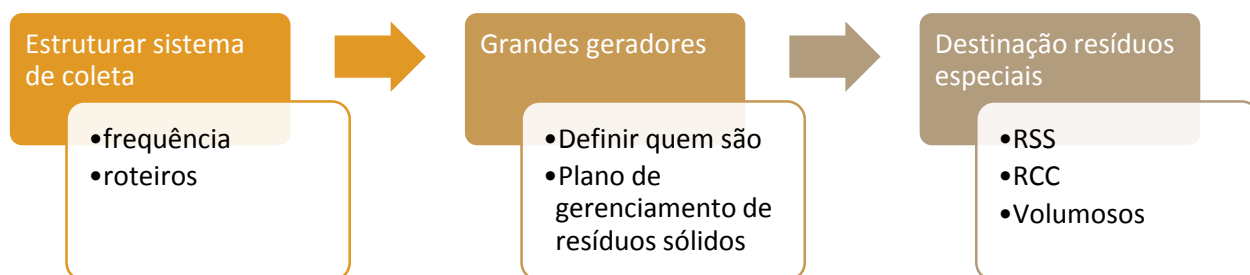 Estruturar sistema
de coleta
•frequência
•roteiros
Grandes geradores
•Definir quem são
•Plano de
gerenciamento de
resíduos sólidos
Destinação resíduos
especiais
•RSS
•RCC
•Volumosos